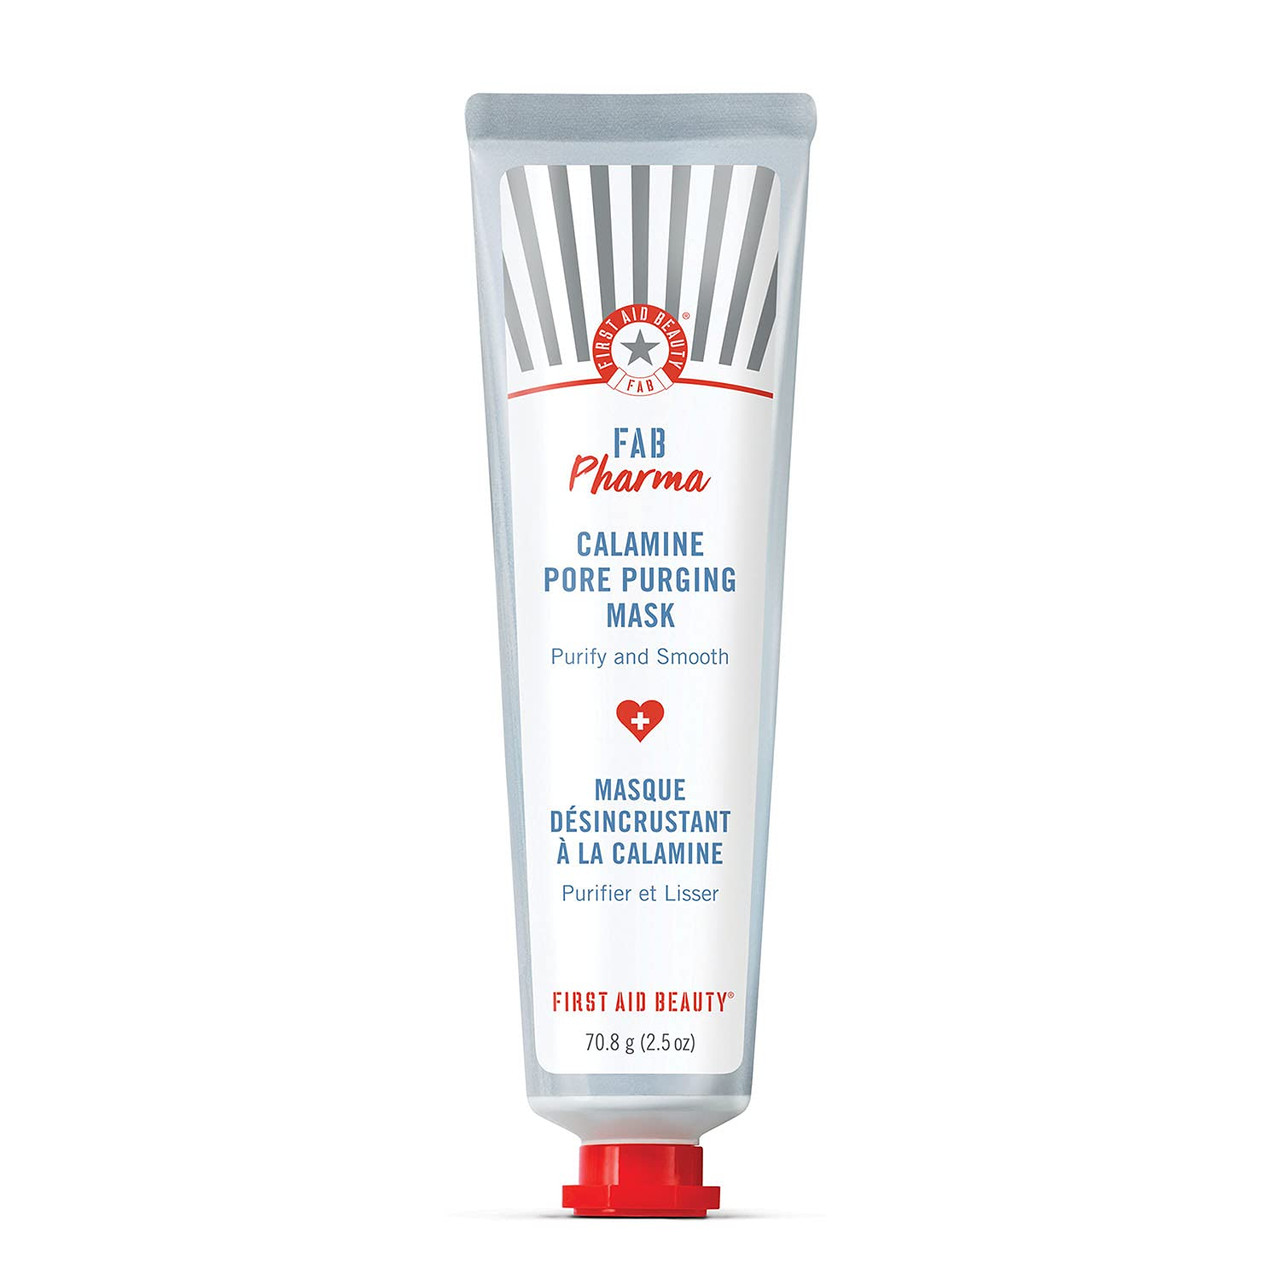 FIRST AID BEAUTY®
FAB
FAB
Pharma
CALAMINE
PORE PURGING
MASK
Purify and Smooth
MASQUE
DÉSINCRUSTANT
À LA CALAMINE
Purifier et Lisser
FIRST AID BEAUTY®
70.8 g (2.5 oz)